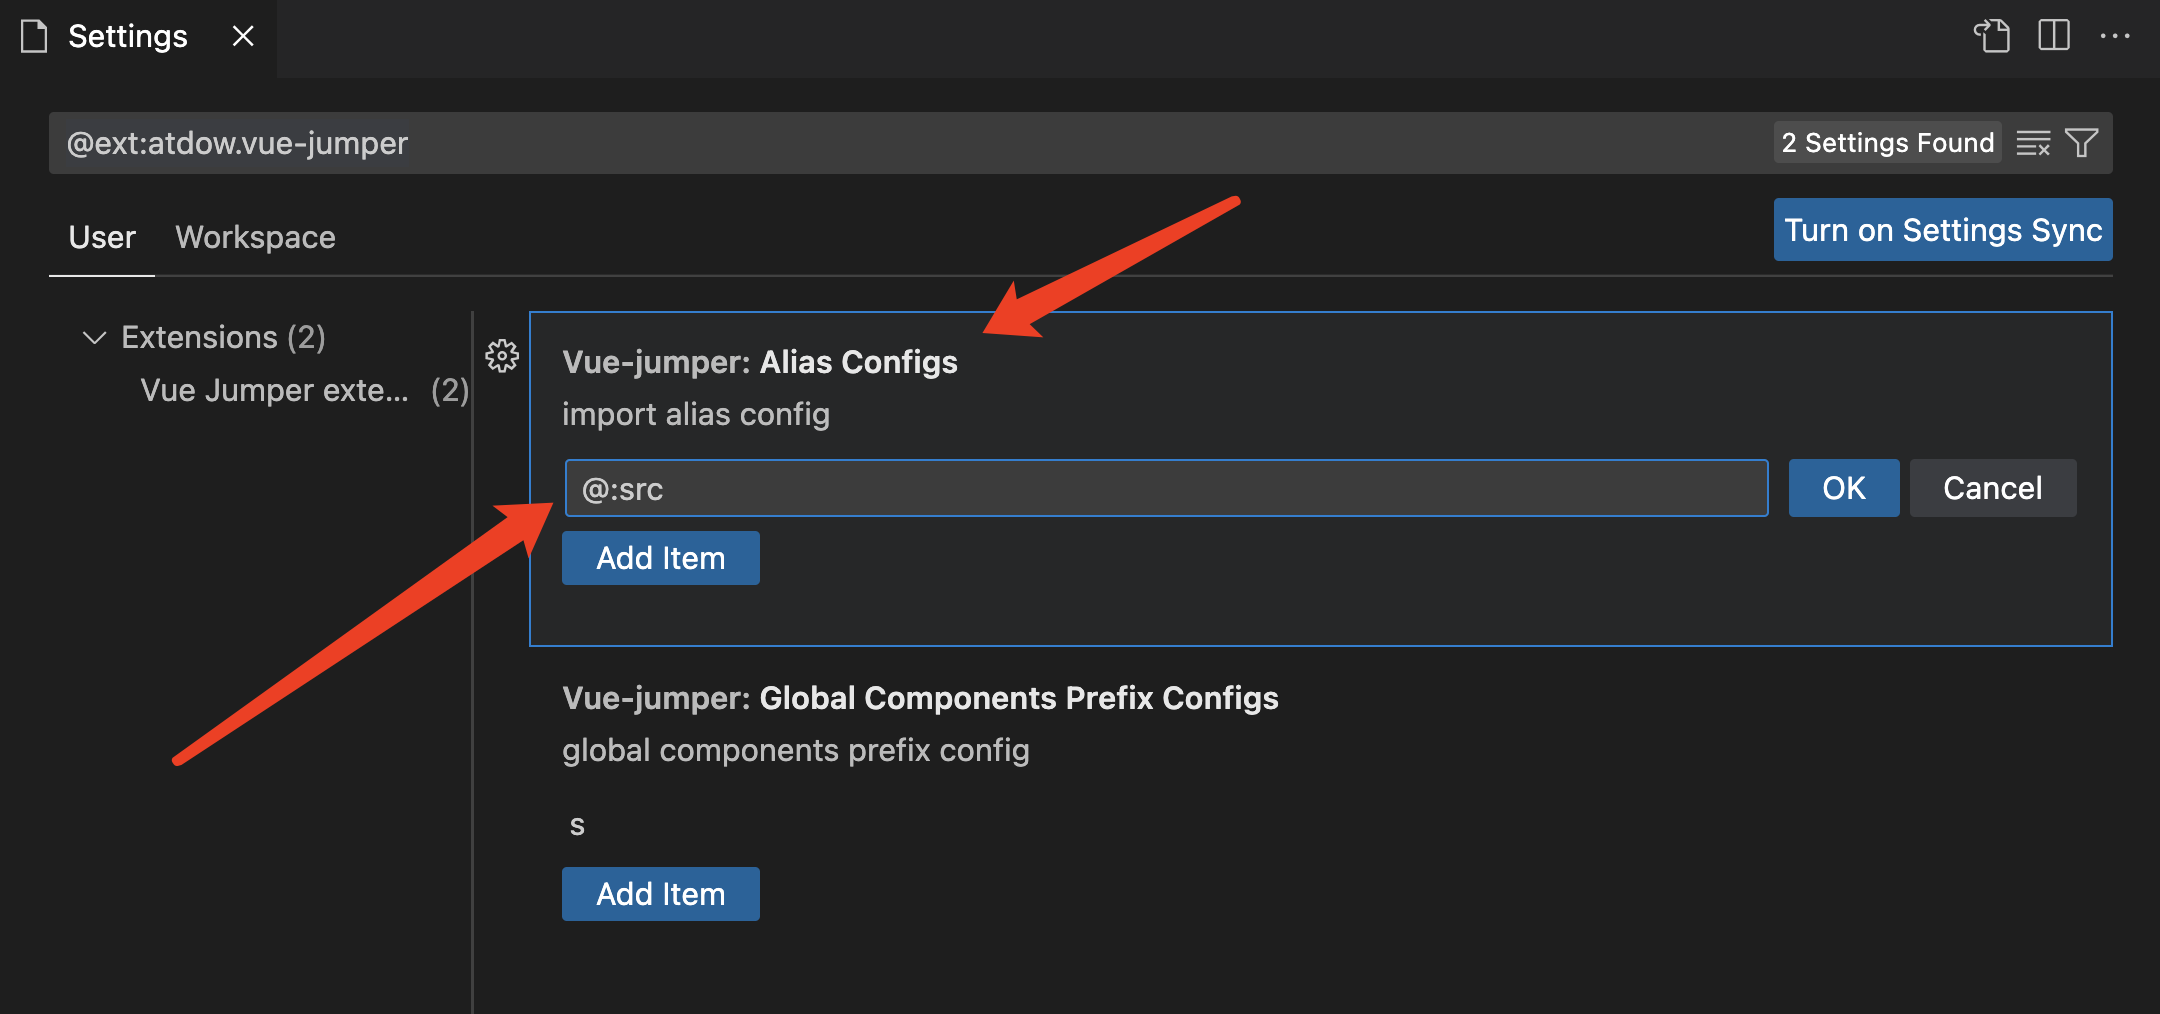 Settings
@ext:atdow.vue-jumper
2 Settings Found
User Workspace
Turn on Settings Sync
Extensions (2)
Vue Jumper exte... (2)
Vue-jumper: Alias Configs
import alias config
@:src
OK Cancel
Add Item
Vue-jumper: Global Components Prefix Configs
global components prefix config
s
Add Item